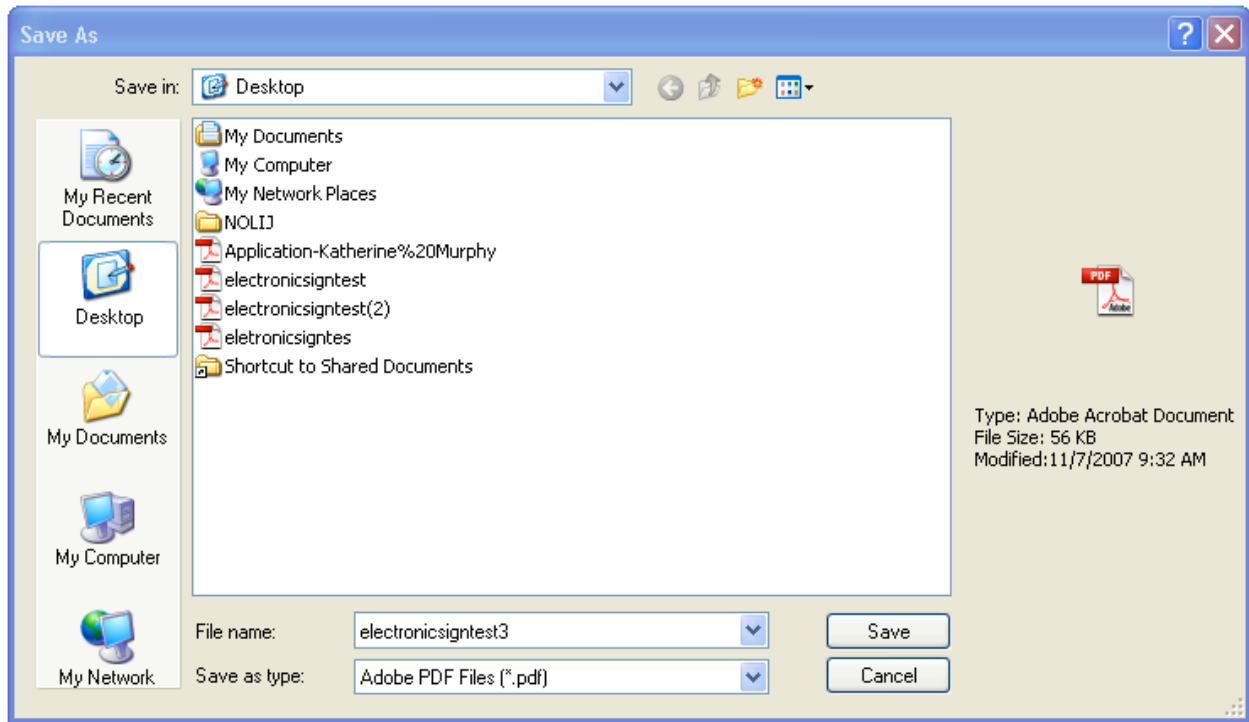 Save As
Save in:
Desktop
My Recent
Documents
Desktop
My Documents
My Computer
My Network
My Documents
My Computer
My Network Places
NOLIJ
Application-Katherine%20Murphy
electronicsigntest
electronicsigntest(2)
eletronicsigntes
Shortcut to Shared Documents
PDF
Adobe
Type: Adobe Acrobat Document
File Size: 56 KB
Modified:11/7/2007 9:32 AM
File name:
electronicsigntest3
Save
Save as type:
Adobe PDF Files (*.pdf)
Cancel